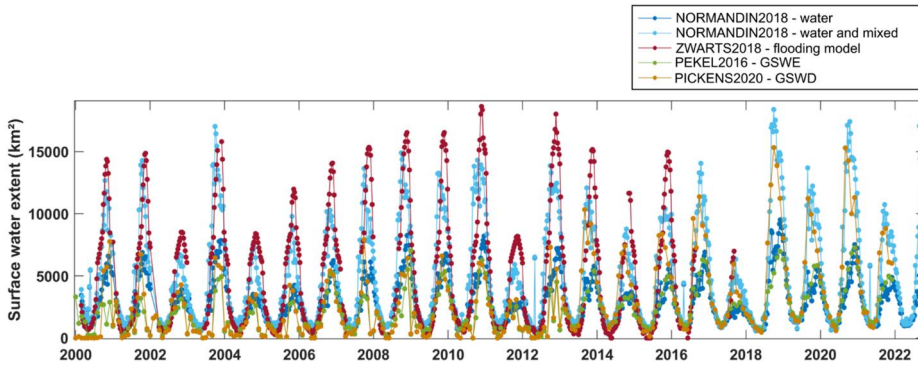 NORMANDIN2018 - water
NORMANDIN2018 - water and mixed
ZWARTS2018 - flooding model
PEKEL2016 - GSWE
PICKENS2020 - GSWD
Surface water extent (km²)
15000
10000
5000
0
2000 2002 2004 2006 2008 2010 2012 2014 2016 2018 2020 2022